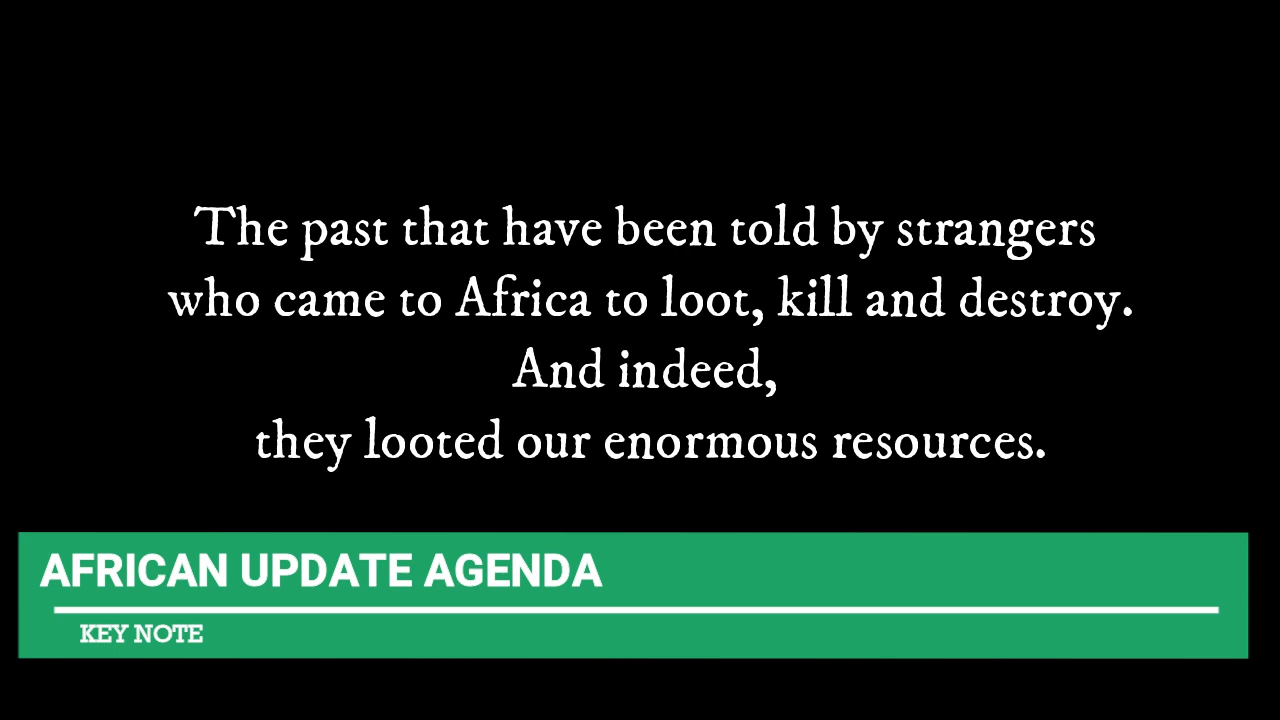 The past that have been told by strangers
who came to Africa to loot, kill and destroy.
And indeed,
they looted our enormous resources.
AFRICAN UPDATE AGENDA
KEY NOTE